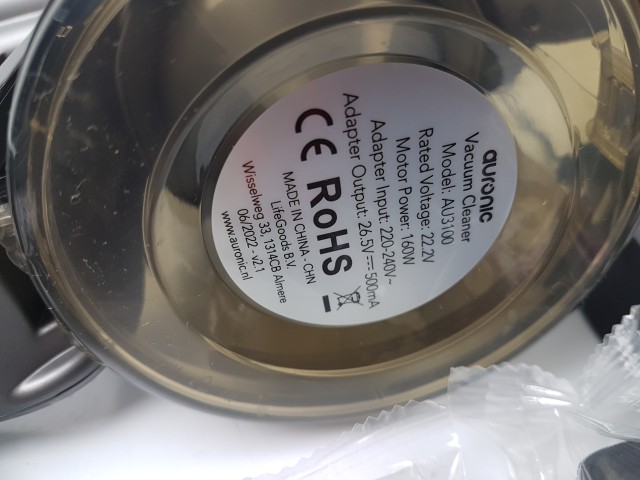 auronic
Vacuum Cleaner
Model: AU3100
Rated Voltage: 22.2V
Motor Power: 160W
Adapter Input: 220-240V~
Adapter Output: 26.5V⎓500mA
CE RoHS
MADE IN CHINA - CHN
LifeGoods B.V.
Wisselweg 33, 1314CB Almere
06/2022 - v2.1
www.auronic.nl